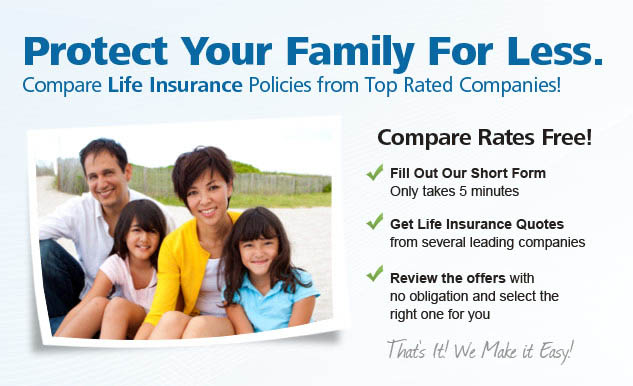 Protect Your Family For Less.
Compare Life Insurance Policies from Top Rated Companies!
Compare Rates Free!
Fill Out Our Short Form
Only takes 5 minutes
Get Life Insurance Quotes
from several leading companies
Review the offers with
no obligation and select the
right one for you
That's It! We Make it Easy!